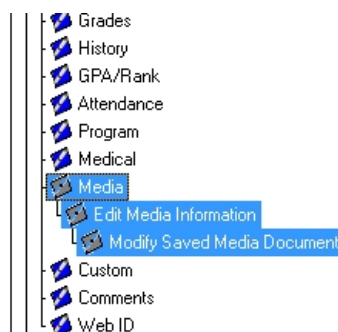 Grades
History
GPA/Rank
Attendance
Program
Medical
Media
Edit Media Information
Modify Saved Media Document
Custom
Comments
Web ID